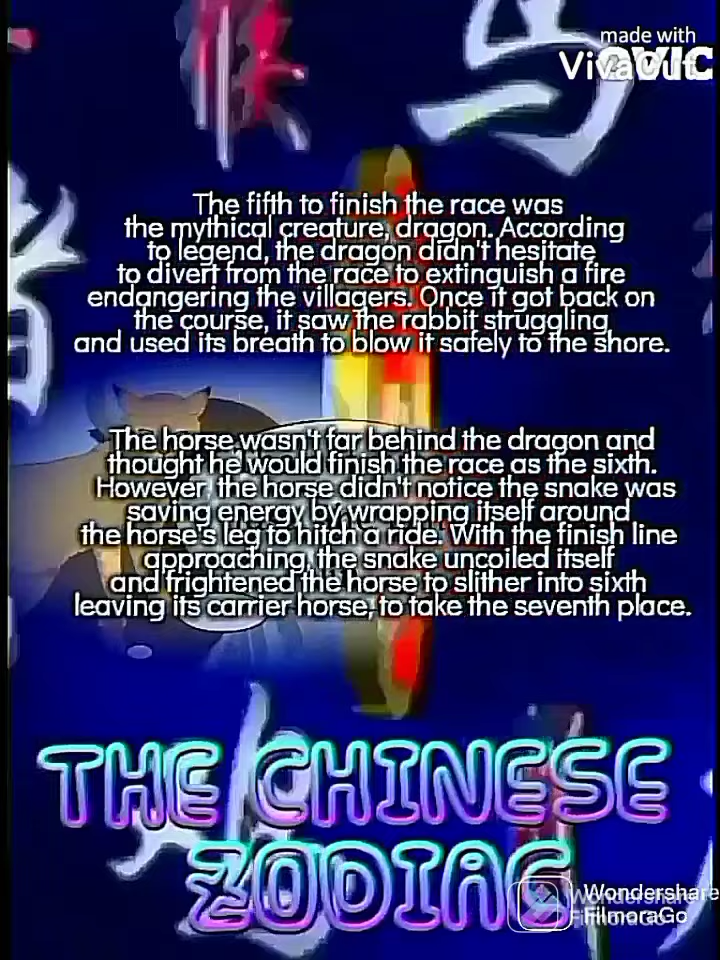 made with
VivaCut
The fifth to finish the race was
the mythical creature, dragon. According
to legend, the dragon didn't hesitate
to divert from the race to extinguish a fire
endangering the villagers. Once it got back on
the course, it saw the rabbit struggling
and used its breath to blow it safely to the shore.
The horse wasn't far behind the dragon and
thought he would finish the race as the sixth.
However, the horse didn't notice the snake was
saving energy by wrapping itself around
the horse's leg to hitch a ride. With the finish line
approaching, the snake uncoiled itself
and frightened the horse to slither into sixth
leaving its carrier horse, to take the seventh place.
THE CHINESE
ZODIAC
Wondershare
FilmoraGo